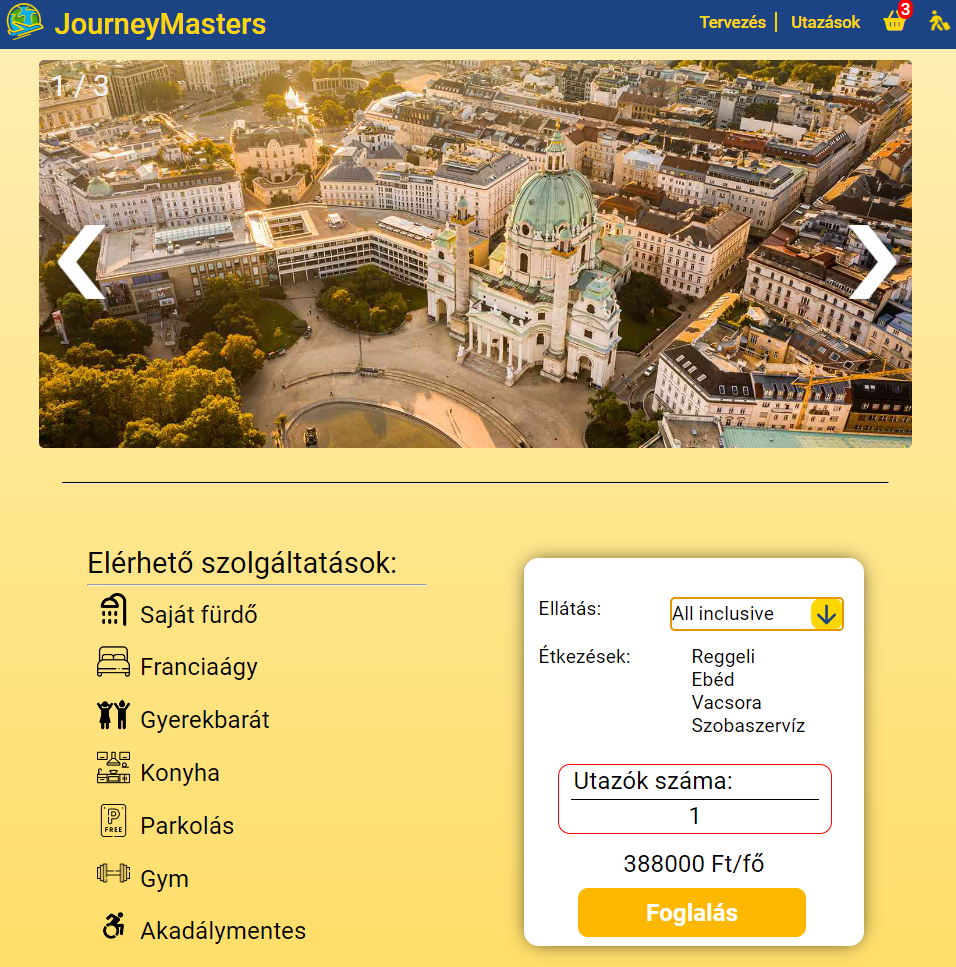 JourneyMasters
Tervezés
Utazások
3
1 / 3
Elérhető szolgáltatások:
Saját fürdő
Franciaágy
Gyerekbarát
Konyha
P
FREE
Parkolás
Gym
Akadálymentes
Ellátás:
All inclusive
Étkezések:
Reggeli
Ebéd
Vacsora
Szobaszervíz
Utazók száma:
1
388000 Ft/fő
Foglalás